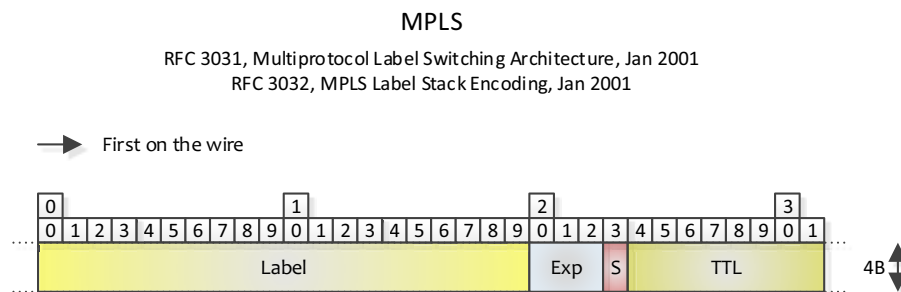 MPLS
RFC 3031, Multiprotocol Label Switching Architecture, Jan 2001
RFC 3032, MPLS Label Stack Encoding, Jan 2001
First on the wire
0 1 2 3
0 1 2 3 4 5 6 7 8 9 0 1 2 3 4 5 6 7 8 9 0 1 2 3 4 5 6 7 8 9 0 1
Label Exp S TTL 4B